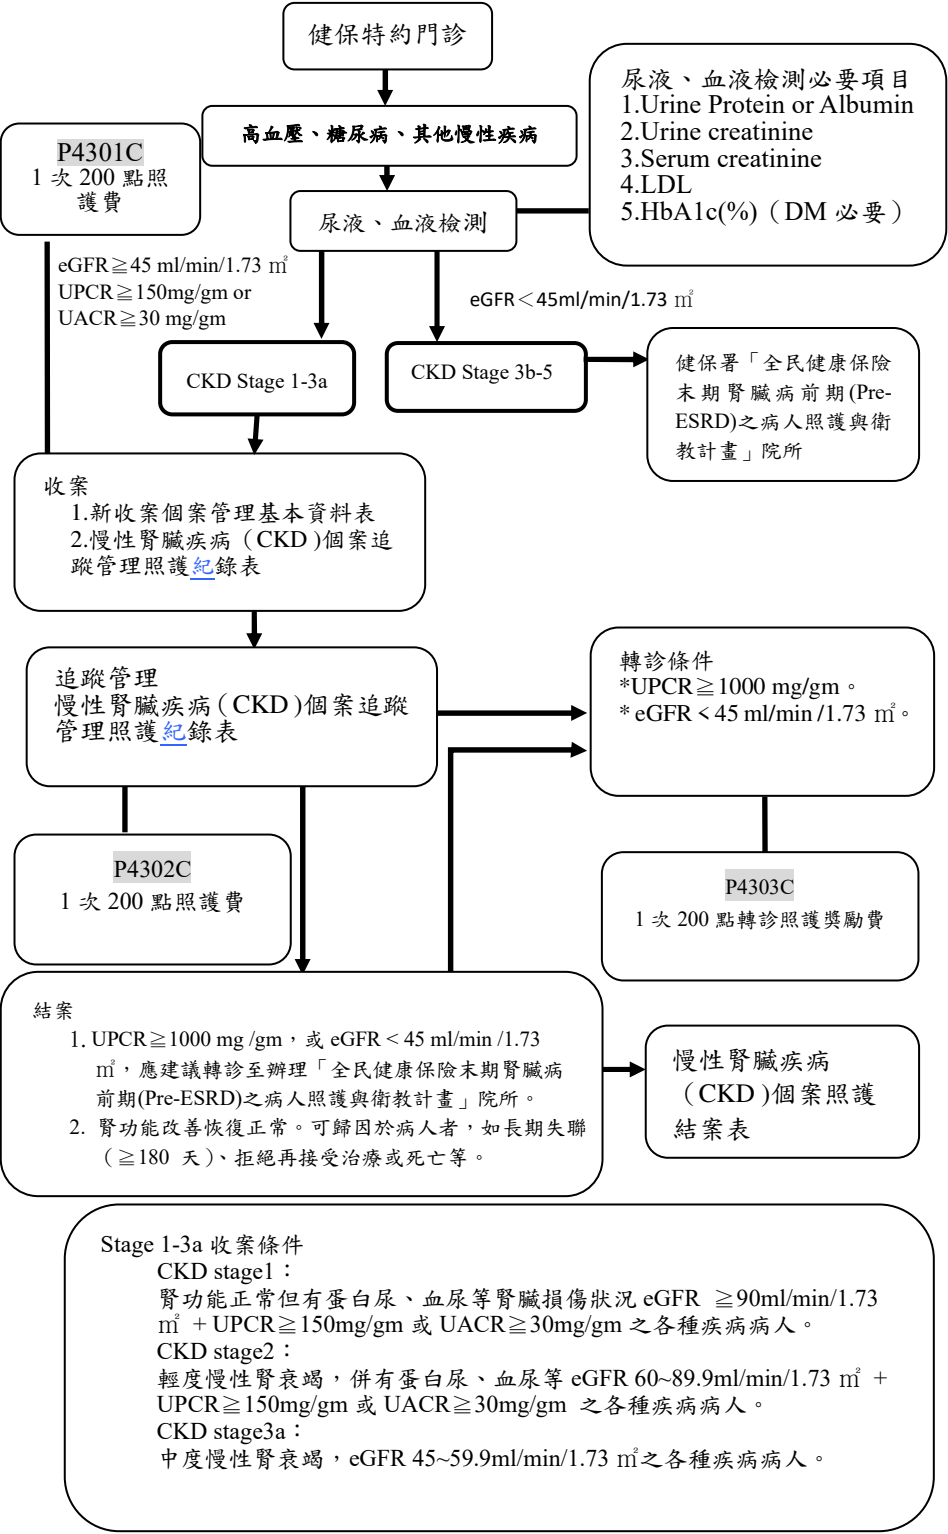 健保特約門診
高血壓、糖尿病、其他慢性疾病
尿液、血液檢測
尿液、血液檢測必要項目
1.Urine Protein or Albumin
2.Urine creatinine
3.Serum creatinine
4.LDL
5.HbA1c(%)（DM 必要）
P4301C
1 次 200 點照
護費
eGFR≧45 ml/min/1.73 ㎡
UPCR≧150mg/gm or
UACR≧30 mg/gm
eGFR＜45ml/min/1.73 ㎡
CKD Stage 1-3a
CKD Stage 3b-5
健保署「全民健康保險
末期腎臟病前期(Pre-
ESRD)之病人照護與衛
教計畫」院所
收案
1.新收案個案管理基本資料表
2.慢性腎臟疾病（CKD )個案追
蹤管理照護紀錄表
追蹤管理
慢性腎臟疾病（CKD )個案追蹤
管理照護紀錄表
轉診條件
*UPCR≧1000 mg/gm。
* eGFR < 45 ml/min /1.73 ㎡。
P4302C
1 次 200 點照護費
P4303C
1 次 200 點轉診照護獎勵費
結案
1. UPCR≧1000 mg /gm，或 eGFR < 45 ml/min /1.73
㎡，應建議轉診至辦理「全民健康保險末期腎臟病
前期(Pre-ESRD)之病人照護與衛教計畫」院所。
2. 腎功能改善恢復正常。可歸因於病人者，如長期失聯
（≧180 天）、拒絕再接受治療或死亡等。
慢性腎臟疾病
（CKD )個案照護
結案表
Stage 1-3a 收案條件
CKD stage1：
腎功能正常但有蛋白尿、血尿等腎臟損傷狀況 eGFR ≧90ml/min/1.73
㎡ + UPCR≧150mg/gm 或 UACR≧30mg/gm 之各種疾病病人。
CKD stage2：
輕度慢性腎衰竭，併有蛋白尿、血尿等 eGFR 60~89.9ml/min/1.73 ㎡ +
UPCR≧150mg/gm 或 UACR≧30mg/gm 之各種疾病病人。
CKD stage3a：
中度慢性腎衰竭，eGFR 45~59.9ml/min/1.73 ㎡之各種疾病病人。